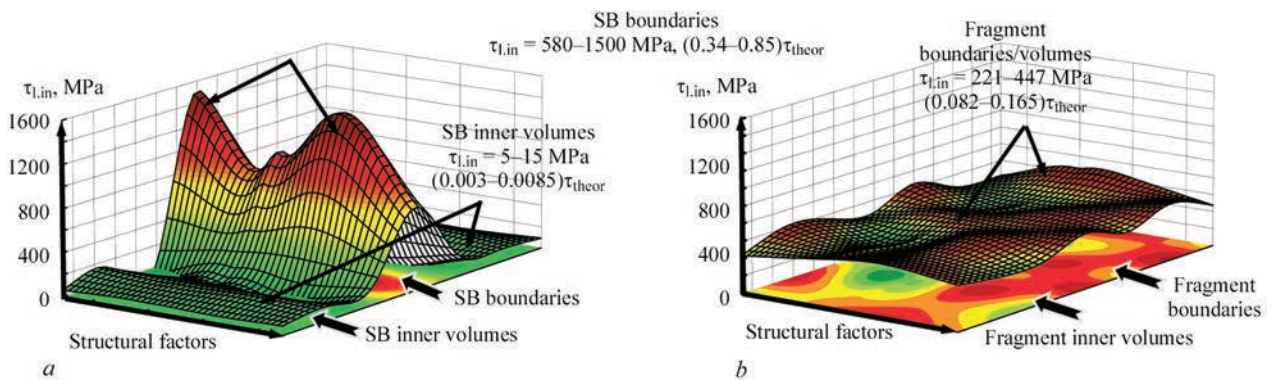 SB boundaries
τl.in = 580–1500 MPa, (0.34–0.85)τtheor
τl.in, MPa
1600
1200
800
400
0
SB inner volumes
τl.in = 5–15 MPa
(0.003–0.0085)τtheor
SB boundaries
SB inner volumes
Structural factors
a
Fragment
boundaries/volumes
τl.in = 221–447 MPa
(0.082–0.165)τtheor
τl.in, MPa
1600
1200
800
400
0
Fragment
boundaries
Fragment inner volumes
Structural factors
b